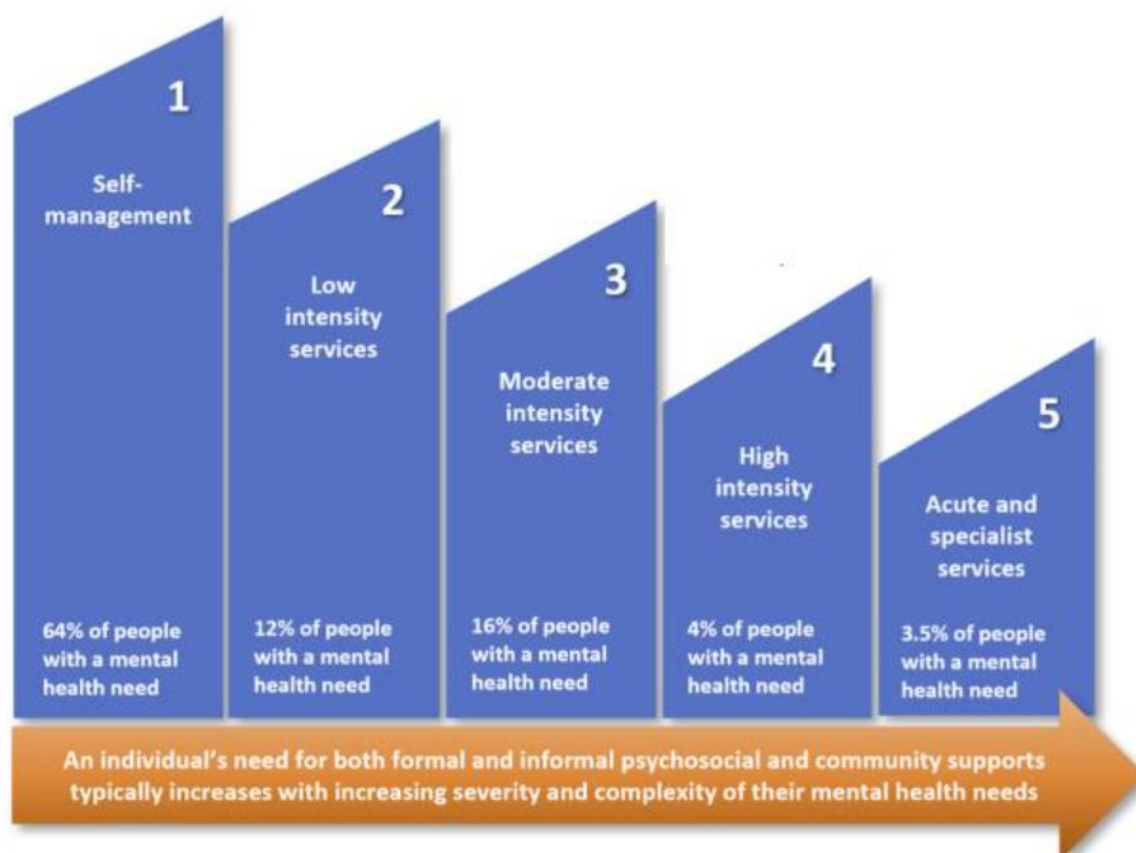 1
Self-
management
64% of people
with a mental
health need
2
Low
intensity
services
12% of people
with a mental
health need
3
Moderate
intensity
services
16% of people
with a mental
health need
4
High
intensity
services
4% of people
with a mental
health need
5
Acute and
specialist
services
3.5% of people
with a mental
health need
An individual's need for both formal and informal psychosocial and community supports
typically increases with increasing severity and complexity of their mental health needs